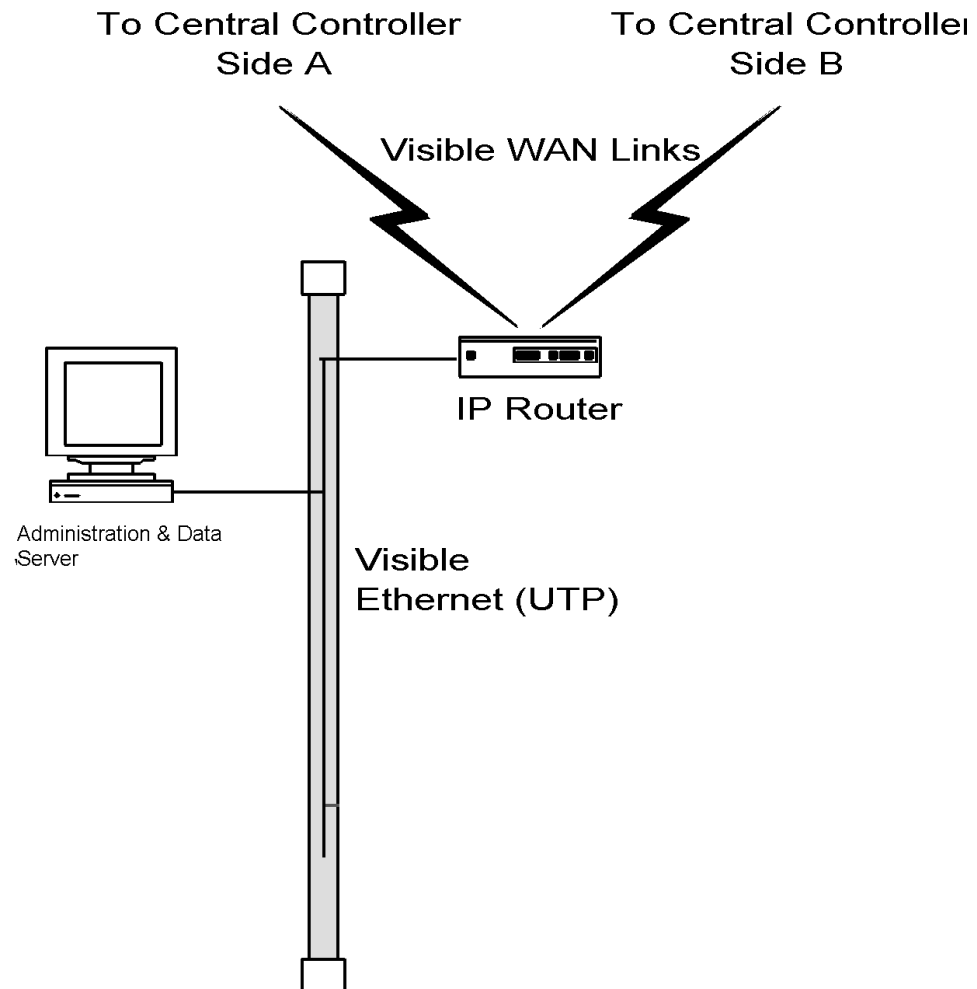 To Central Controller
Side A
To Central Controller
Side B
Visible WAN Links
IP Router
Administration & Data
Server
Visible
Ethernet (UTP)